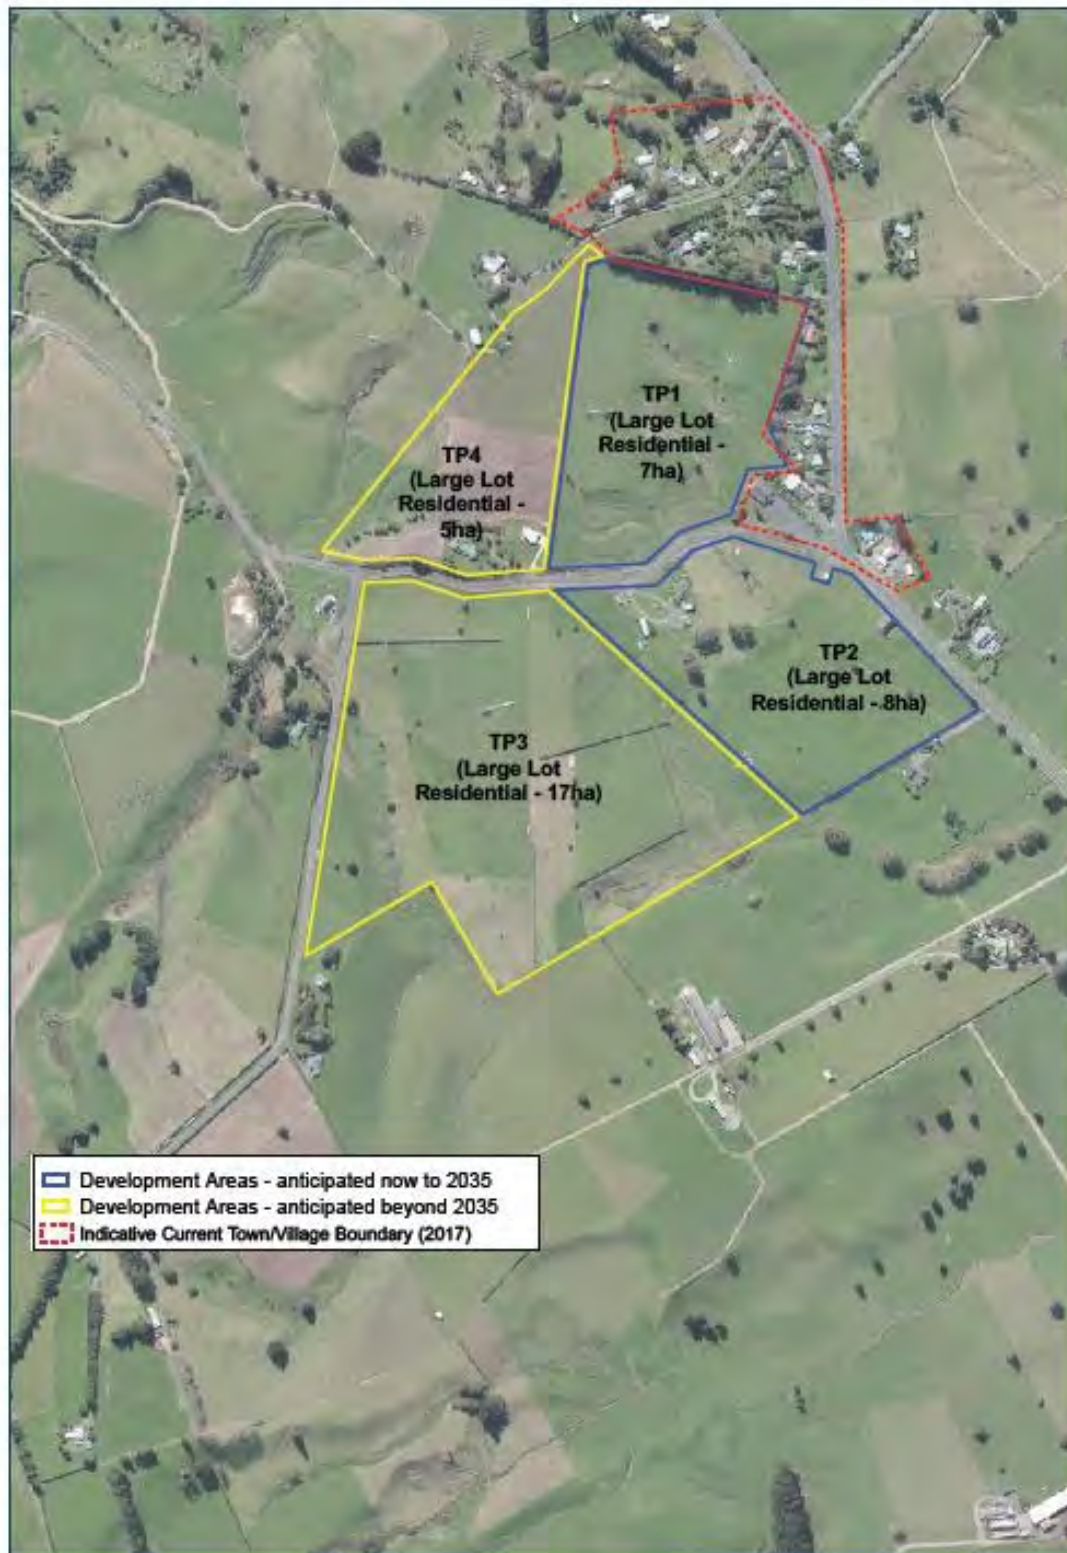 TP1
(Large Lot
Residential -
7ha)
TP4
(Large Lot
Residential -
5ha)
TP2
(Large Lot
Residential - 8ha)
TP3
(Large Lot
Residential - 17ha)
Development Areas - anticipated now to 2035
Development Areas - anticipated beyond 2035
Indicative Current Town/Village Boundary (2017)